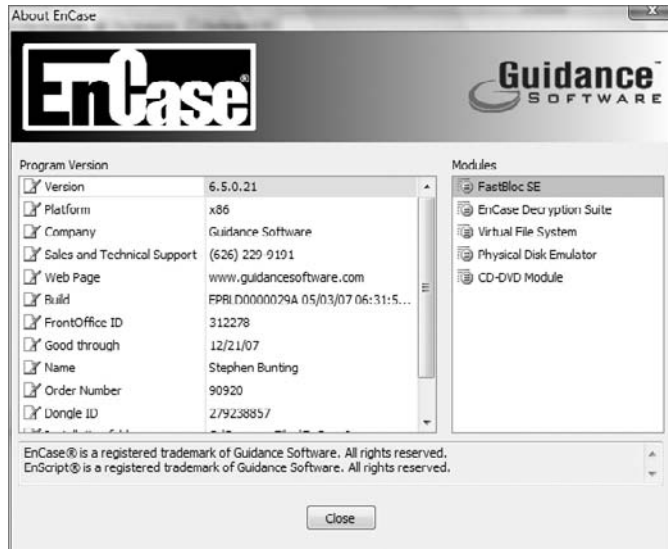 About EnCase
EnCase®
Guidance™
SOFTWARE
Program Version
Version 6.5.0.21
Platform x86
Company Guidance Software
Sales and Technical Support (626) 229-9191
Web Page www.guidancesoftware.com
Build EPBLD0000029A 05/03/07 06:31:5...
FrontOffice ID 312278
Good through 12/21/07
Name Stephen Bunting
Order Number 90920
Dongle ID 279238857
Modules
FastBloc SE
EnCase Decryption Suite
Virtual File System
Physical Disk Emulator
CD-DVD Module
EnCase® is a registered trademark of Guidance Software. All rights reserved.
EnScript® is a registered trademark of Guidance Software. All rights reserved.
Close